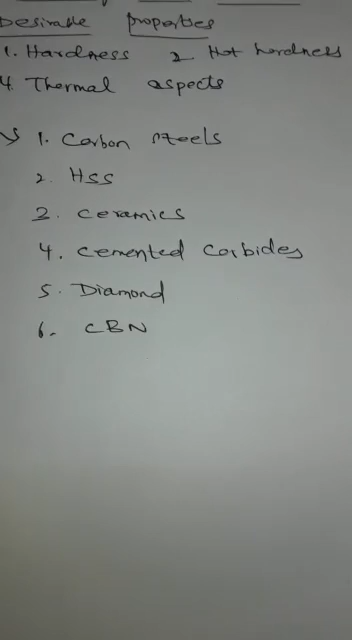 Desirable properties
1. Hardness 2 Hot hardness
4. Thermal aspects
1. Carbon steels
2. HSS
3. Ceramics
4. Cemented Carbides
5. Diamond
6. CBN